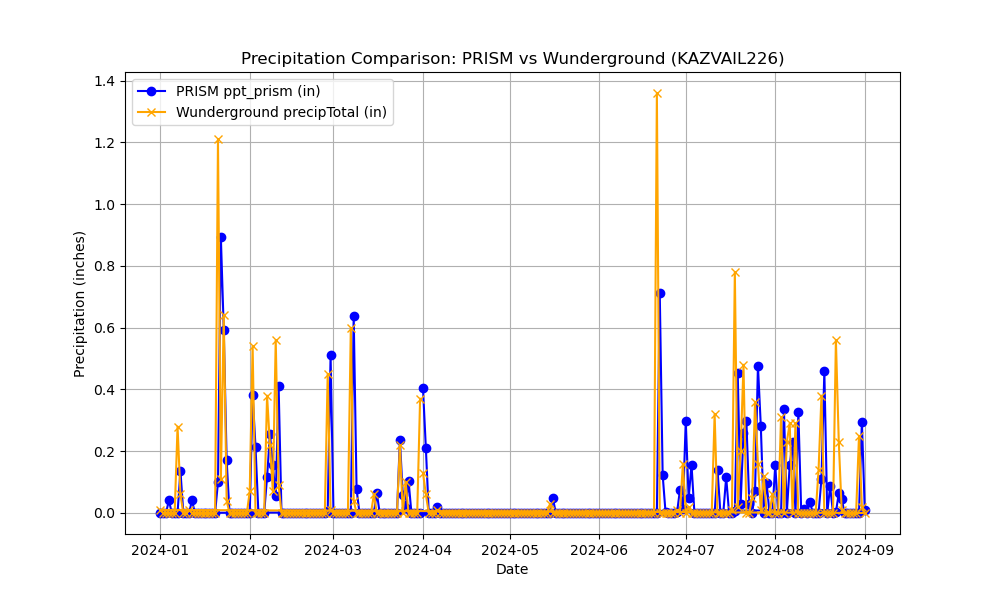 Precipitation Comparison: PRISM vs Wunderground (KAZVAIL226)
PRISM ppt_prism (in)
Wunderground precipTotal (in)
Precipitation (inches)
1.4
1.2
1.0
0.8
0.6
0.4
0.2
0.0
2024-01 2024-02 2024-03 2024-04 2024-05 2024-06 2024-07 2024-08 2024-09
Date